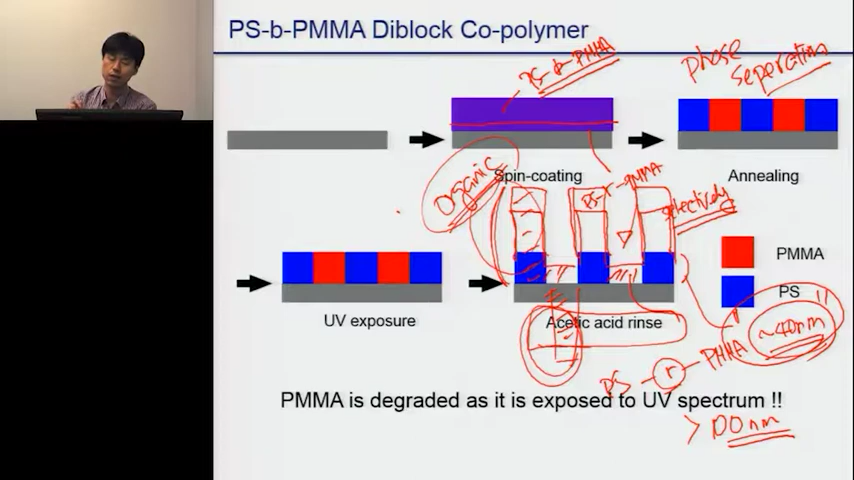 PS-b-PMMA Diblock Co-polymer
PS-b-PMMA
phase
seperation
Spin-coating
Annealing
organic
PS-r-PMMA
selectively
PMMA
PS
UV exposure
Acetic acid rinse
"~40nm"
PS - r - PMMA
PMMA is degraded as it is exposed to UV spectrum !!
> 100nm